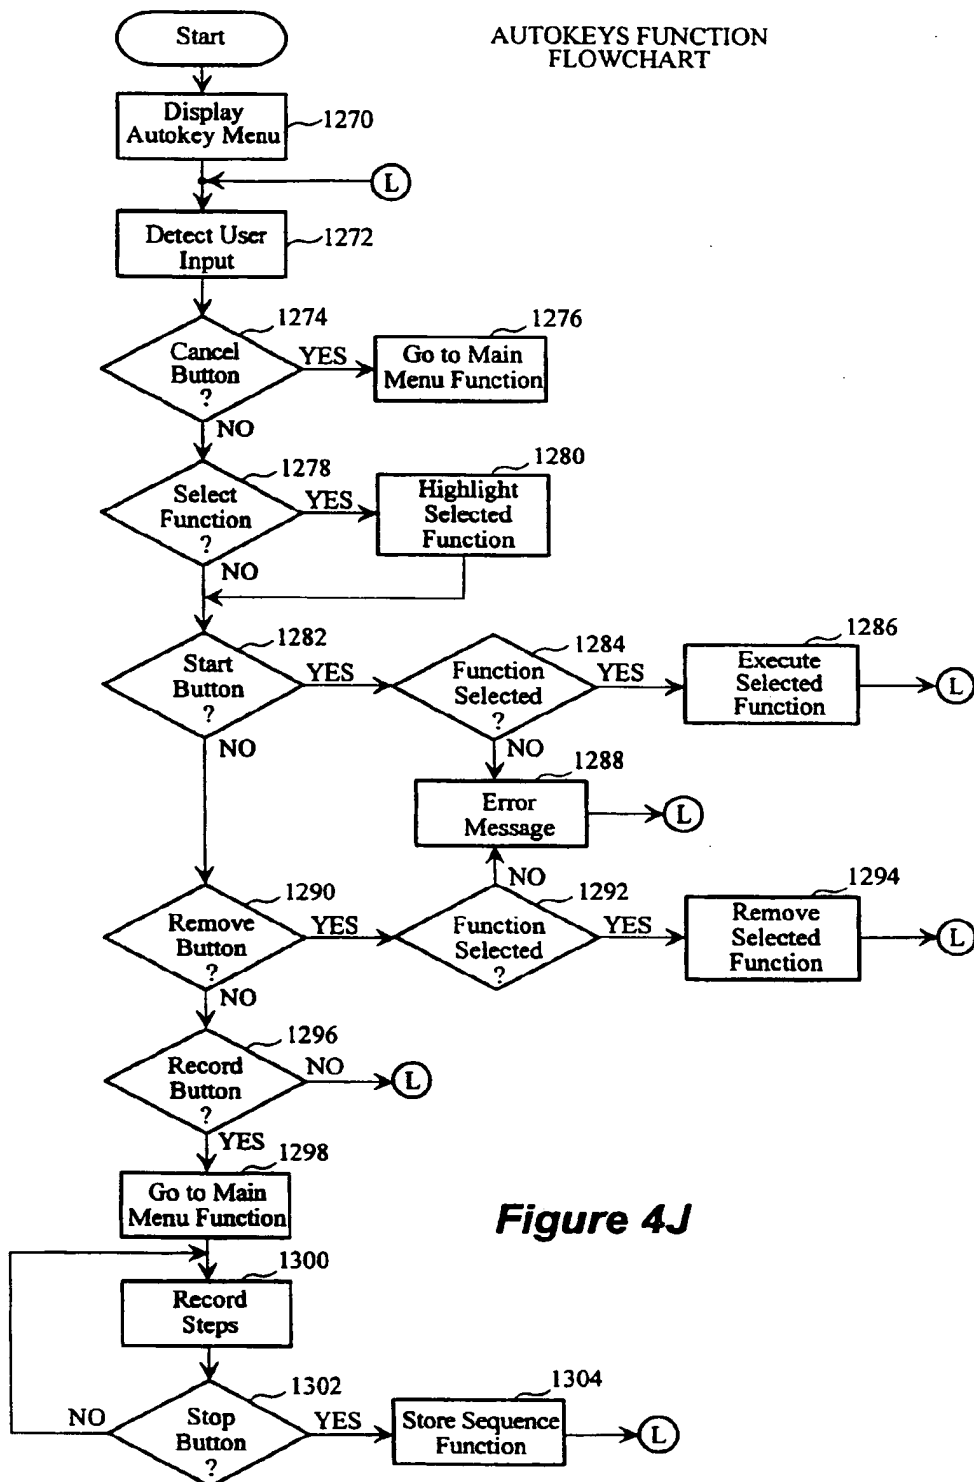 Start
AUTOKEYS FUNCTION
FLOWCHART
Display
Autokey Menu
1270
L
Detect User
Input
1272
1274
Cancel
Button
?
YES
NO
1276
Go to Main
Menu Function
1278
Select
Function
?
YES
NO
1280
Highlight
Selected
Function
1282
Start
Button
?
YES
NO
1284
Function
Selected
?
YES
NO
1286
Execute
Selected
Function
L
1288
Error
Message
L
1290
Remove
Button
?
YES
NO
NO
1292
Function
Selected
?
YES
1294
Remove
Selected
Function
L
1296
Record
Button
?
NO
L
YES
1298
Go to Main
Menu Function
Figure 4J
1300
Record
Steps
1302
Stop
Button
?
NO
YES
1304
Store Sequence
Function
L